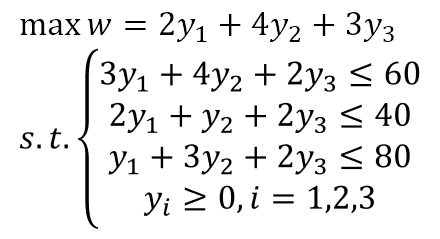 max w = 2y₁ + 4y₂ + 3y₃
3y₁ + 4y₂ + 2y₃ ≤ 60
2y₁ + y₂ + 2y₃ ≤ 40
s.t. {
y₁ + 3y₂ + 2y₃ ≤ 80
yᵢ ≥ 0, i = 1,2,3